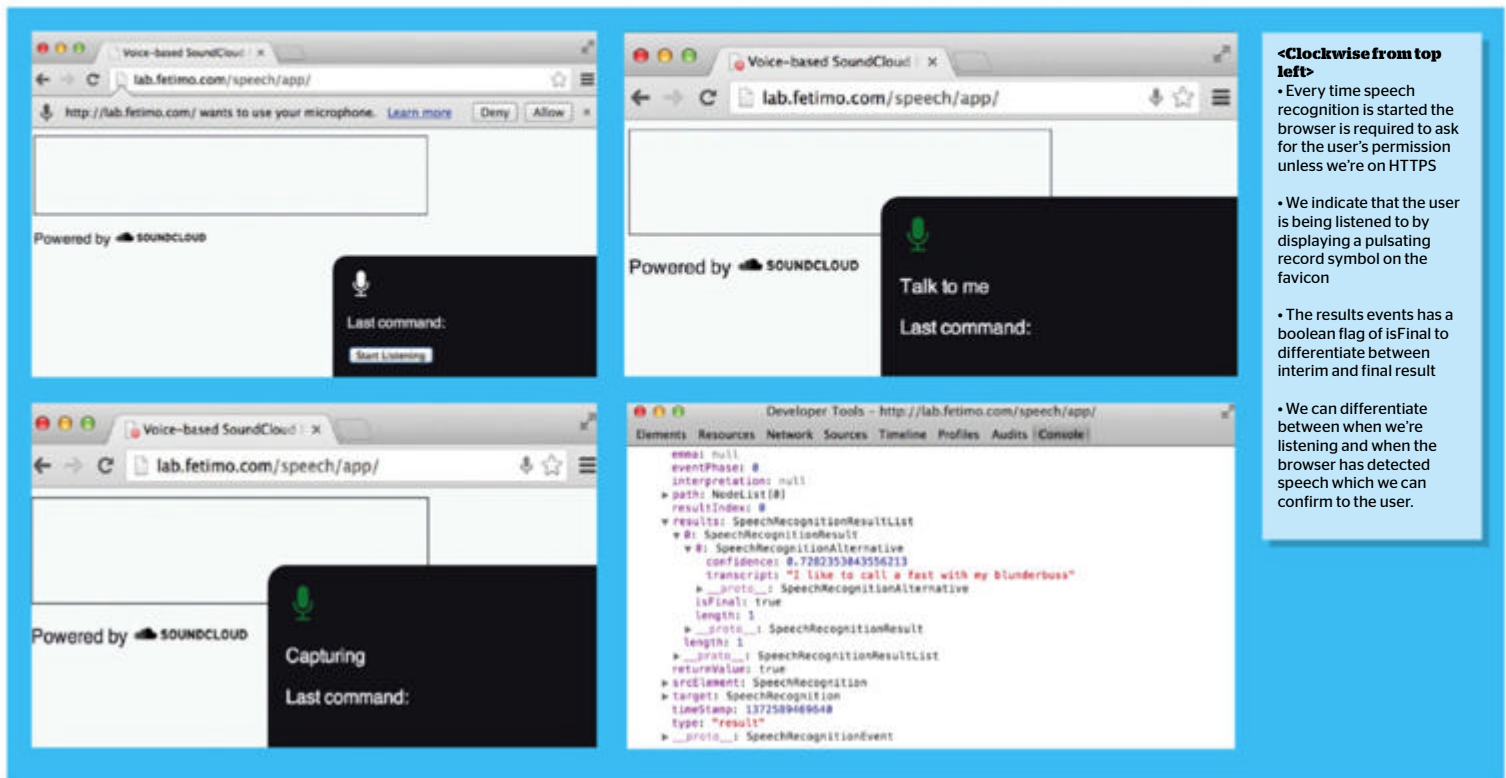 Voice-based SoundCloud
lab.fetimo.com/speech/app/
http://lab.fetimo.com/ wants to use your microphone. Learn more Deny Allow
Powered by SOUNDCLOUD
Last command:
Start Listening
Voice-based SoundCloud
lab.fetimo.com/speech/app/
Powered by SOUNDCLOUD
Talk to me
Last command:
Voice-based SoundCloud
lab.fetimo.com/speech/app/
Powered by SOUNDCLOUD
Capturing
Last command:
Developer Tools - http://lab.fetimo.com/speech/app/
Elements Resources Network Sources Timeline Profiles Audits Console
emma: null
eventPhase: 0
interpretation: null
path: NodeList[0]
resultIndex: 0
results: SpeechRecognitionResultList
0: SpeechRecognitionResult
0: SpeechRecognitionAlternative
confidence:
transcript: "I like to call a fast with my blunderbuss"
__proto__: SpeechRecognitionAlternative
isFinal: true
length: 1
__proto__: SpeechRecognitionResult
length: 1
__proto__: SpeechRecognitionResultList
returnValue: true
srcElement: SpeechRecognition
target: SpeechRecognition
timeStamp:
type: "result"
__proto__: SpeechRecognitionEvent
<Clockwise from top
left>
• Every time speech
recognition is started the
browser is required to ask
for the user's permission
unless we're on HTTPS
• We indicate that the user
is being listened to by
displaying a pulsating
record symbol on the
favicon
• The results events has a
boolean flag of isFinal to
differentiate between
interim and final result
• We can differentiate
between when we're
listening and when the
browser has detected
speech which we can
confirm to the user.